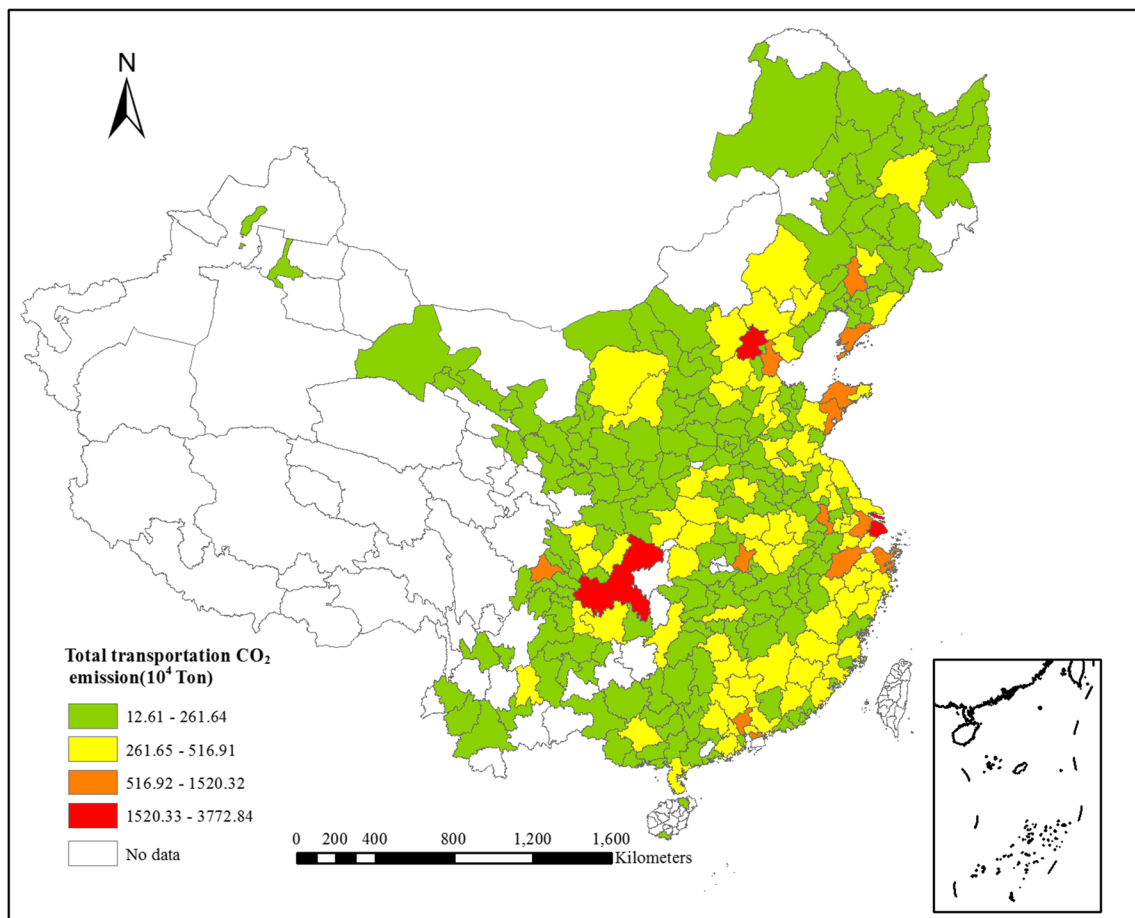 N
Total transportation CO₂
emission(10⁴ Ton)
12.61 - 261.64
261.65 - 516.91
516.92 - 1520.32
1520.33 - 3772.84
No data
0 200 400 800 1,200 1,600
Kilometers